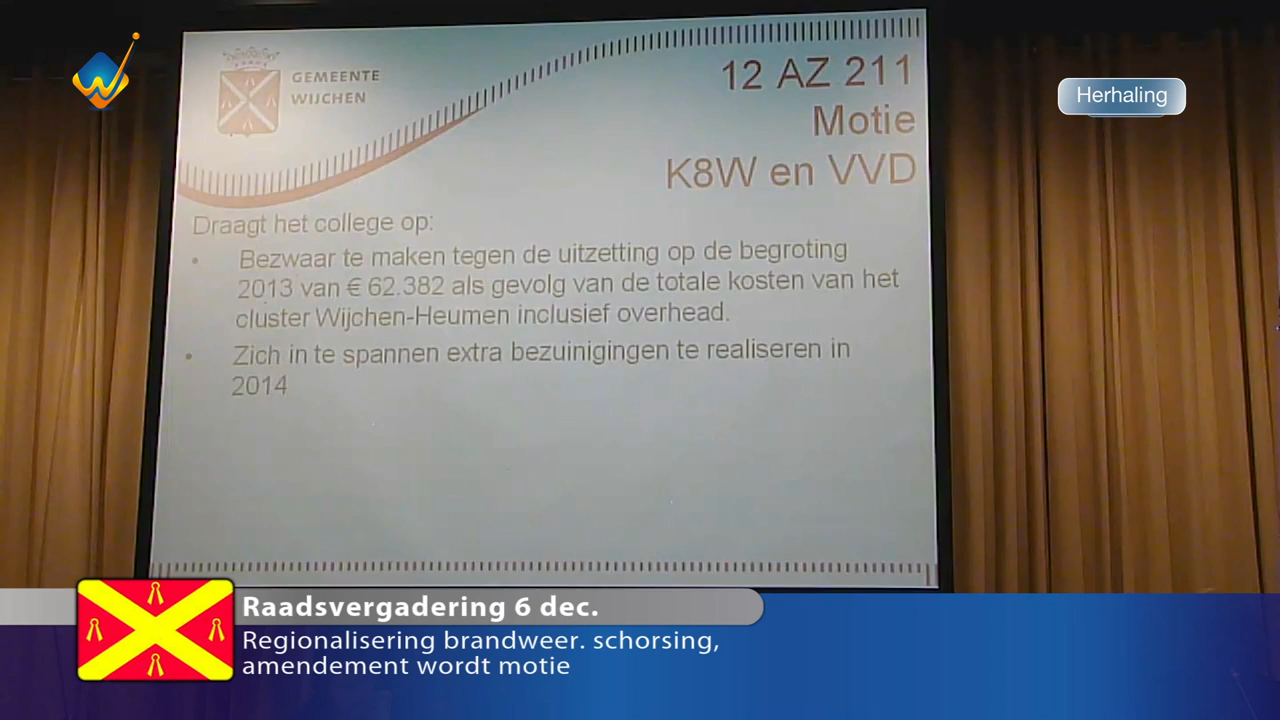 GEMEENTE
WIJCHEN
12 AZ 211
Motie
K8W en VVD
Herhaling
Draagt het college op:
• Bezwaar te maken tegen de uitzetting op de begroting
2013 van € 62.382 als gevolg van de totale kosten van het
cluster Wijchen-Heumen inclusief overhead.
• Zich in te spannen extra bezuinigingen te realiseren in
2014
Raadsvergadering 6 dec.
Regionalisering brandweer. schorsing,
amendement wordt motie